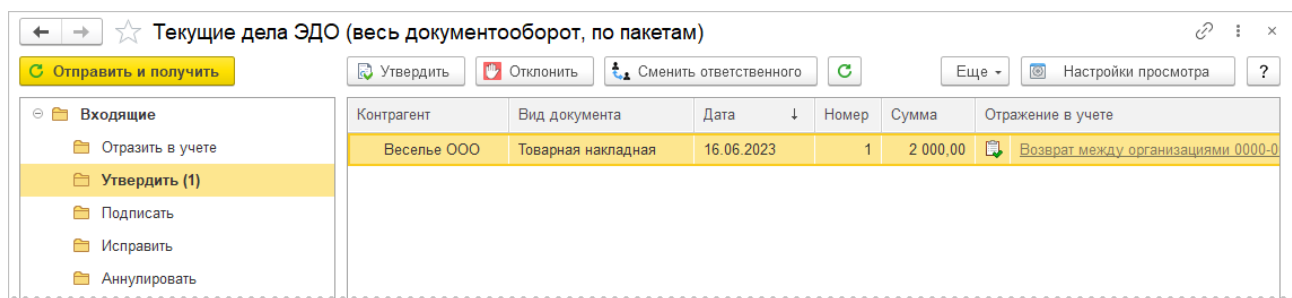 Текущие дела ЭДО (весь документооборот, по пакетам)
Отправить и получить Утвердить Отклонить Сменить ответственного Еще Настройки просмотра ?
Входящие Контрагент Вид документа Дата ↓ Номер Сумма Отражение в учете
Отразить в учете Веселье ООО Товарная накладная 16.06.2023 1 2 000,00 Возврат между организациями 0000-0
Утвердить (1)
Подписать
Исправить
Аннулировать